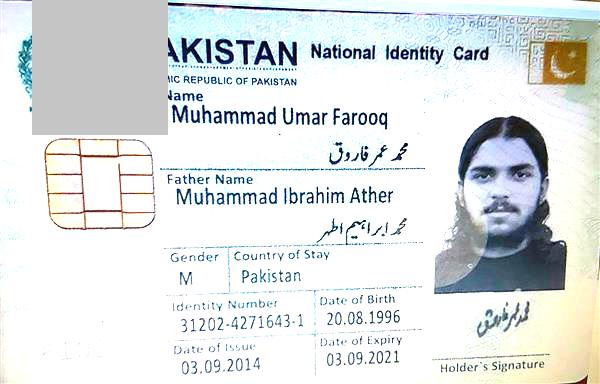 AKISTAN National Identity Card
IC REPUBLIC OF PAKISTAN
Name
Muhammad Umar Farooq
محمد عمر فاروق
Father Name
Muhammad Ibrahim Ather
محمد ابراہیم اطہر
Gender Country of Stay
M Pakistan
Identity Number Date of Birth
31202-4271643-1 20.08.1996
Date of Issue Date of Expiry
03.09.2014 03.09.2021
محمد عمر فاروق
Holder`s Signature